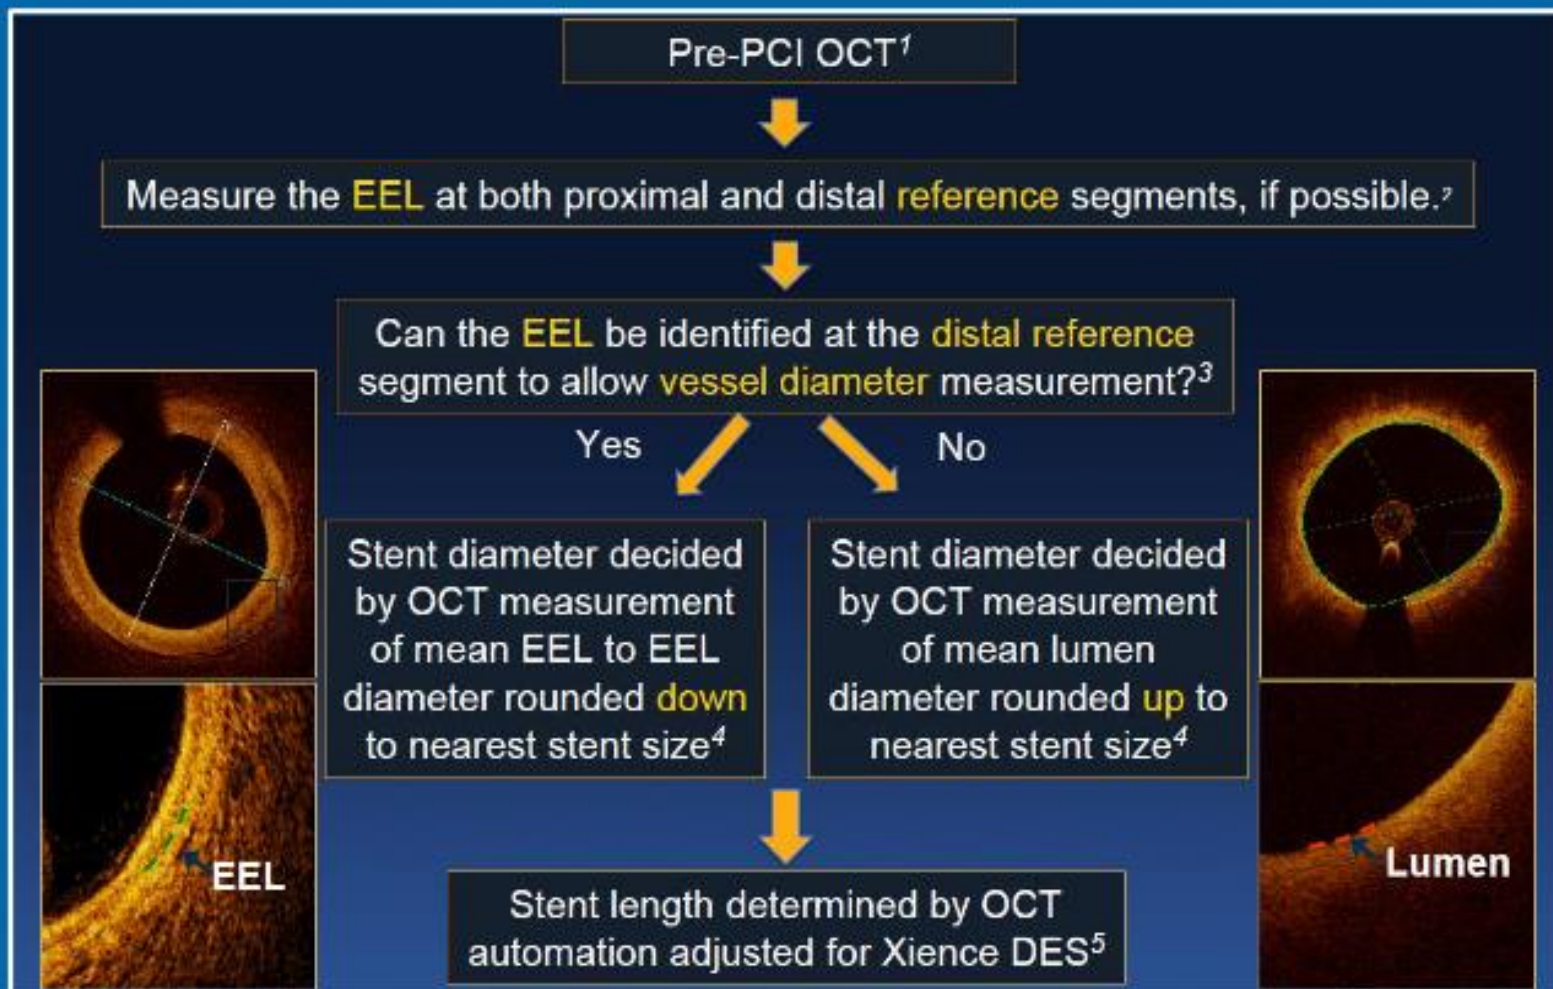 Pre-PCI OCT¹
Measure the EEL at both proximal and distal reference segments, if possible.²
Can the EEL be identified at the distal reference
segment to allow vessel diameter measurement?³
Yes
No
Stent diameter decided
by OCT measurement
of mean EEL to EEL
diameter rounded down
to nearest stent size⁴
Stent diameter decided
by OCT measurement
of mean lumen
diameter rounded up to
nearest stent size⁴
EEL
Lumen
Stent length determined by OCT
automation adjusted for Xience DES⁵